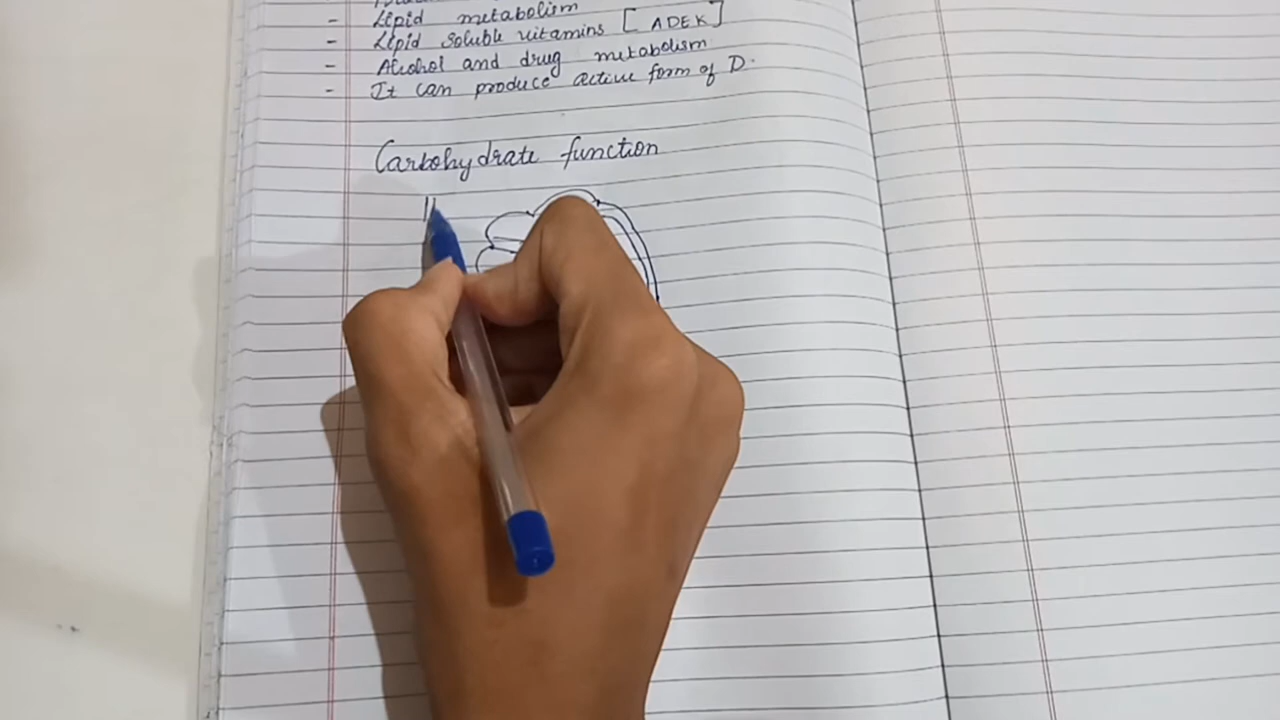 - Lipid metabolism
- Lipid soluble vitamins [ADEK]
- Alcohol and drug metabolism
- It can produce active form of D.
Carbohydrate function